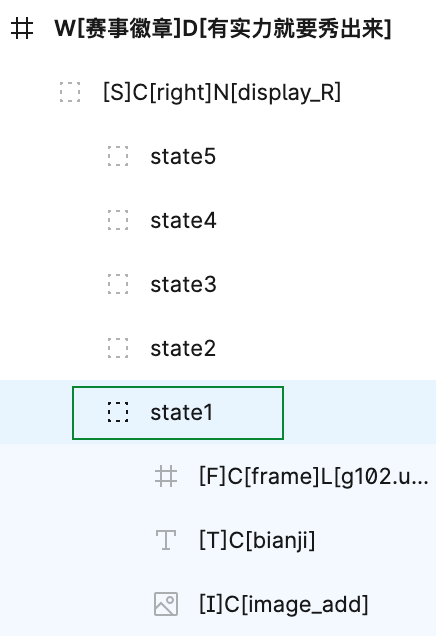 W[赛事徽章]D[有实力就要秀出来]
[S]C[right]N[display_R]
state5
state4
state3
state2
state1
[F]C[frame]L[g102.u...
[T]C[bianji]
[I]C[image_add]